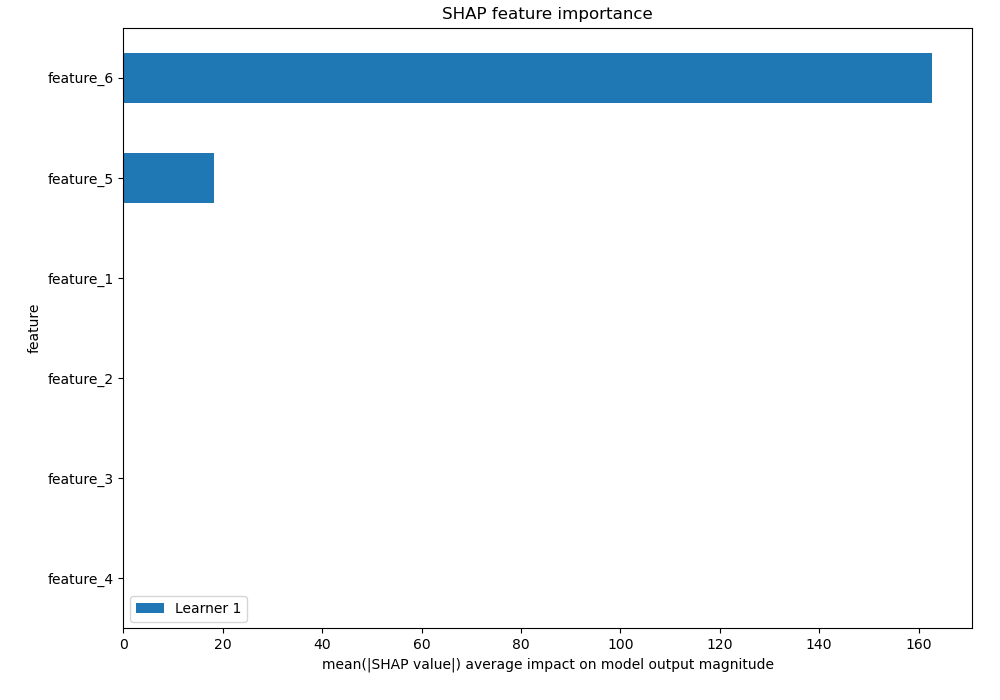 SHAP feature importance
feature_6
feature_5
feature_1
feature_2
feature_3
feature_4
feature
Learner 1
0 20 40 60 80 100 120 140 160
mean(|SHAP value|) average impact on model output magnitude